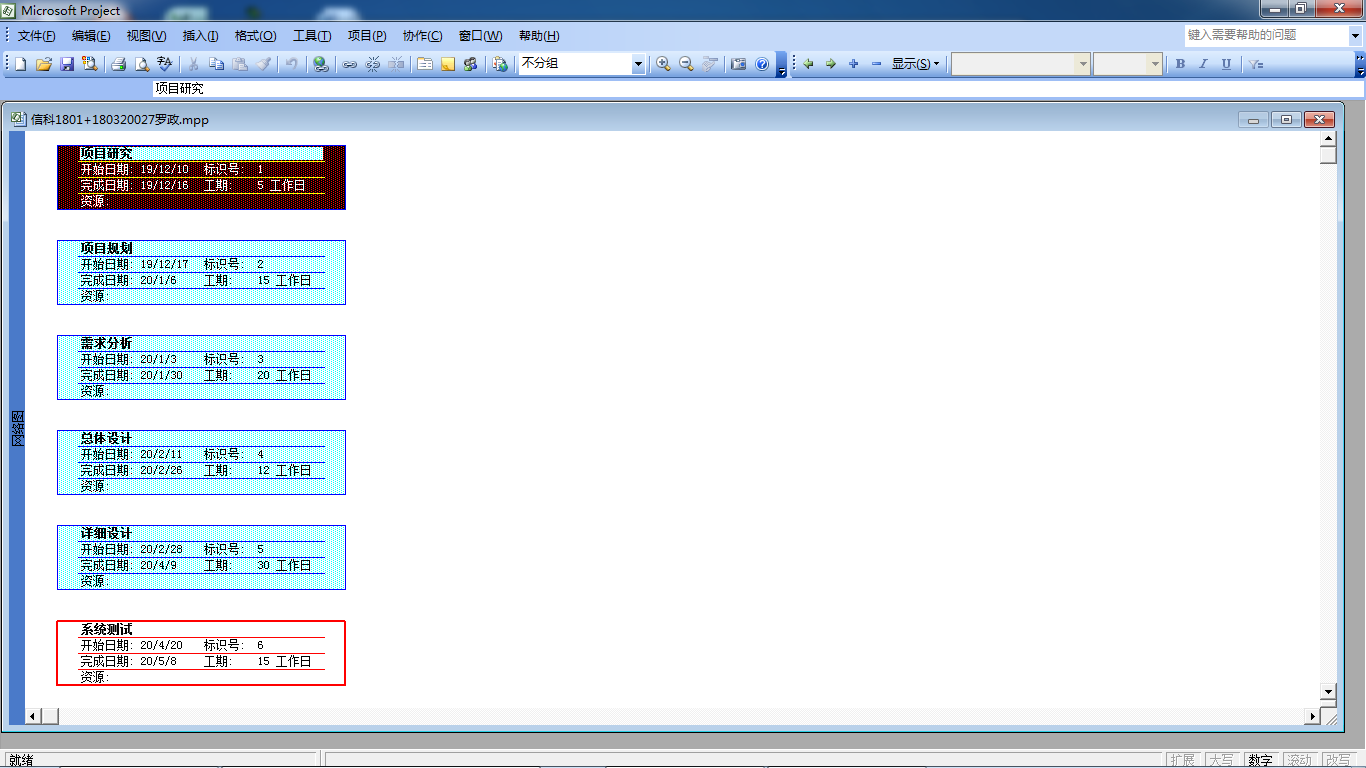 Microsoft Project
文件(F) 编辑(E) 视图(V) 插入(I) 格式(O) 工具(T) 项目(P) 协作(C) 窗口(W) 帮助(H) 键入需要帮助的问题
不分组 显示(S) B I U
项目研究
信科1801+180320027罗政.mpp
项目研究
开始日期: 19/12/10 标识号: 1
完成日期: 19/12/16 工期: 5 工作日
资源:
项目规划
开始日期: 19/12/17 标识号: 2
完成日期: 20/1/6 工期: 15 工作日
资源:
需求分析
开始日期: 20/1/3 标识号: 3
完成日期: 20/1/30 工期: 20 工作日
资源:
总体设计
开始日期: 20/2/11 标识号: 4
完成日期: 20/2/26 工期: 12 工作日
资源:
详细设计
开始日期: 20/2/28 标识号: 5
完成日期: 20/4/9 工期: 30 工作日
资源:
系统测试
开始日期: 20/4/20 标识号: 6
完成日期: 20/5/8 工期: 15 工作日
资源:
就绪 扩展 大写 数字 滚动 改写